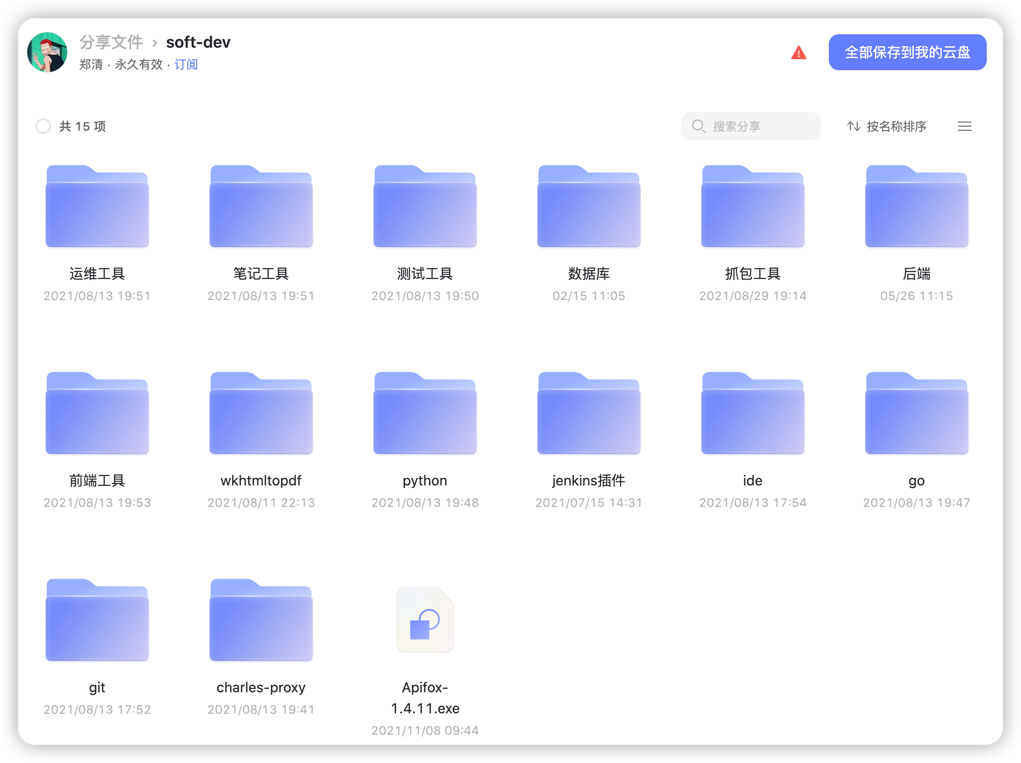 分享文件 › soft-dev
郑清 · 永久有效 · 订阅
全部保存到我的云盘
共 15 项
搜索分享
按名称排序
运维工具
2021/08/13 19:51
笔记工具
2021/08/13 19:51
测试工具
2021/08/13 19:50
数据库
02/15 11:05
抓包工具
2021/08/29 19:14
后端
05/26 11:15
前端工具
2021/08/13 19:53
wkhtmltopdf
2021/08/11 22:13
python
2021/08/13 19:48
jenkins插件
2021/07/15 14:31
ide
2021/08/13 17:54
go
2021/08/13 19:47
git
2021/08/13 17:52
charles-proxy
2021/08/13 19:41
Apifox-
1.4.11.exe
2021/11/08 09:44